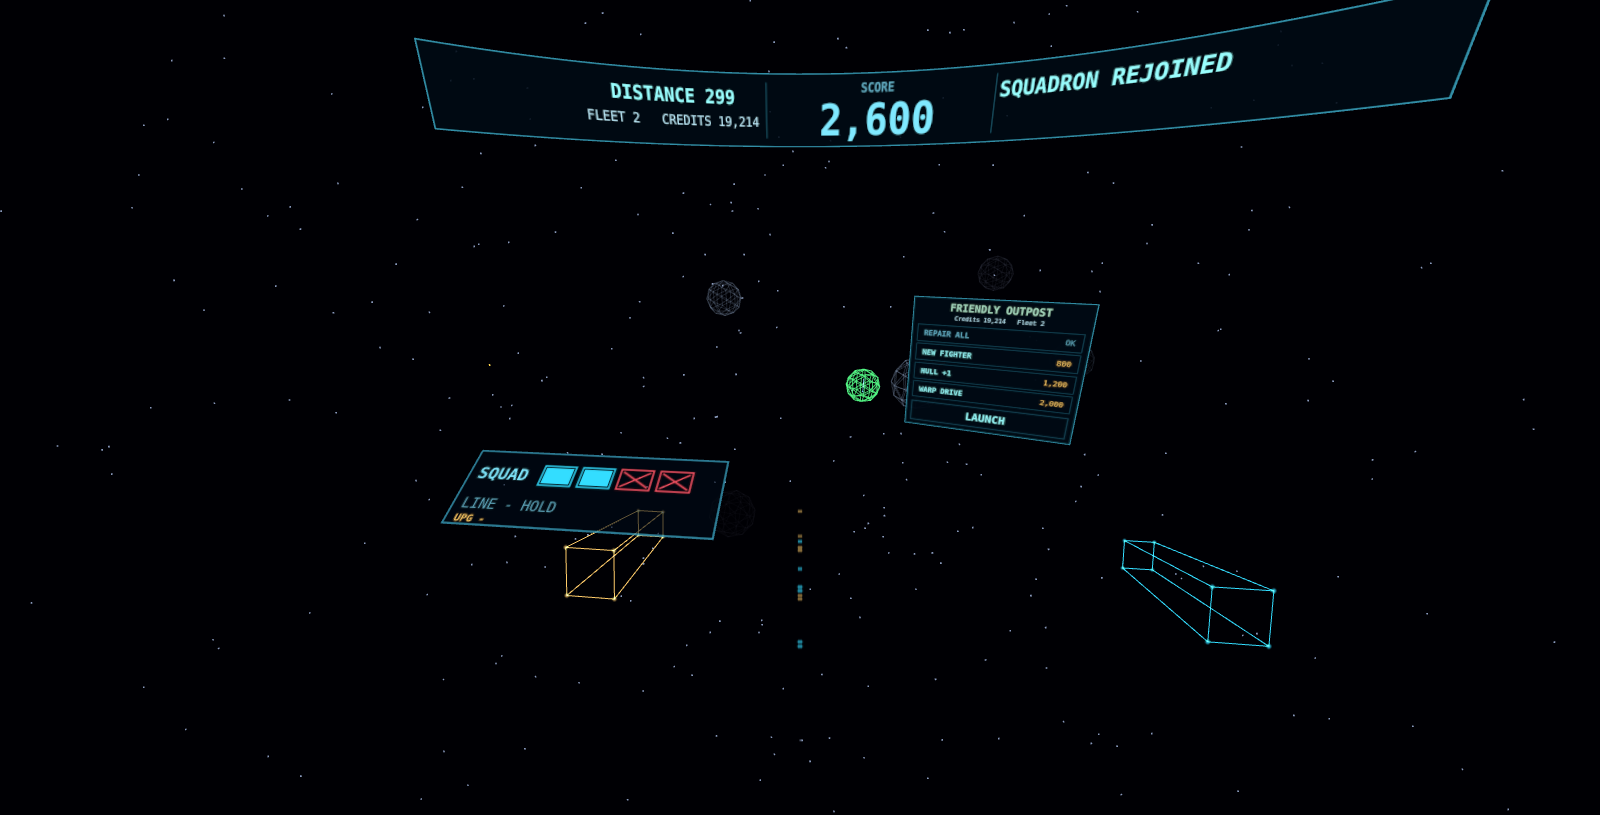 DISTANCE 299
FLEET 2 CREDITS 19,214
SCORE
2,600
SQUADRON REJOINED
FRIENDLY OUTPOST
Credits 19,214 Fleet 2
REPAIR ALL OK
NEW FIGHTER 800
HULL +1 1,200
WARP DRIVE 2,000
LAUNCH
SQUAD
LINE - HOLD
UPG -